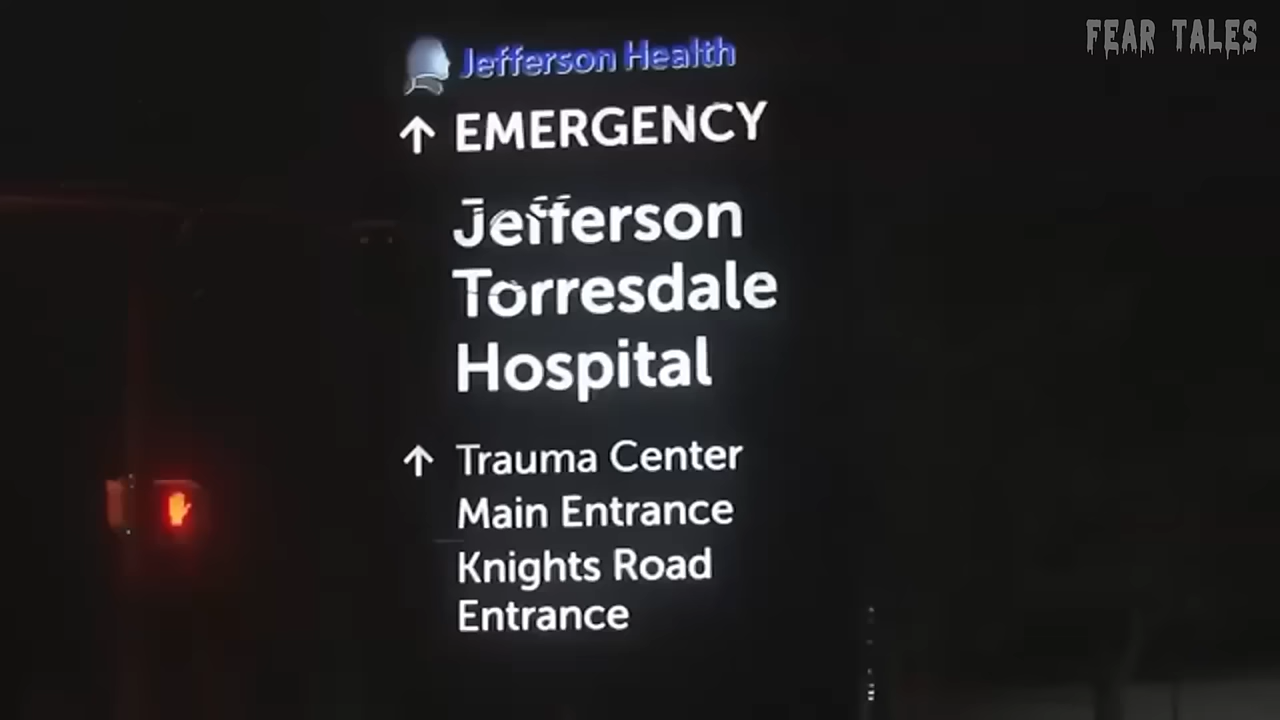 FEAR TALES
Jefferson Health
↑ EMERGENCY
Jefferson
Torresdale
Hospital
↑ Trauma Center
Main Entrance
Knights Road
Entrance